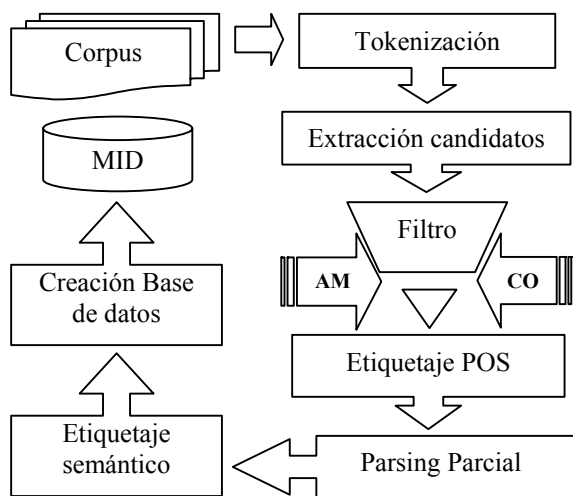 Corpus
Tokenización
Extracción candidatos
Filtro
AM
CO
Etiquetaje POS
Parsing Parcial
Etiquetaje
semántico
Creación Base
de datos
MID